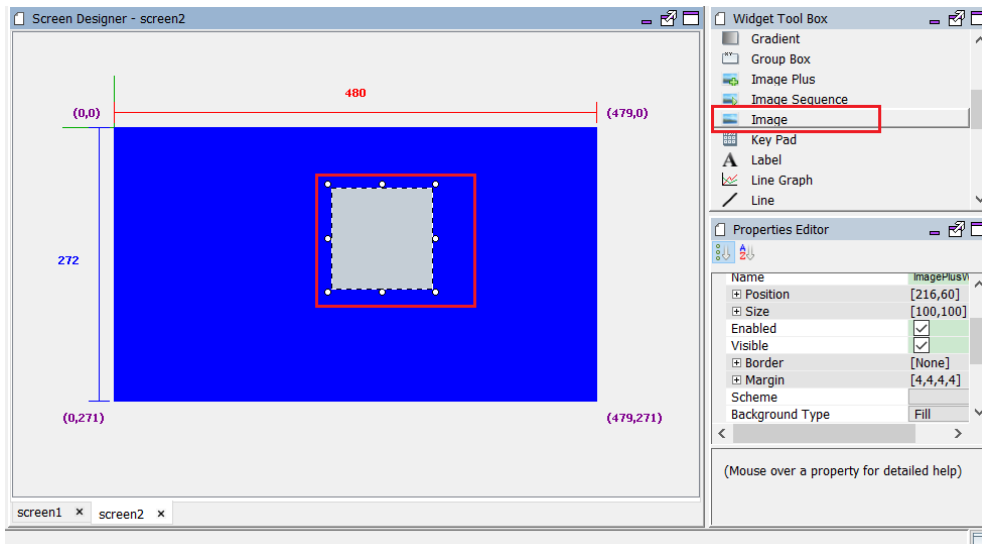 Screen Designer - screen2
480
(0,0)
(479,0)
272
(0,271)
(479,271)
screen1
screen2
Widget Tool Box
Gradient
Group Box
Image Plus
Image Sequence
Image
Key Pad
A Label
Line Graph
Line
Properties Editor
Name ImagePlusW
Position [216,60]
Size [100,100]
Enabled
Visible
Border [None]
Margin [4,4,4,4]
Scheme
Background Type Fill
(Mouse over a property for detailed help)